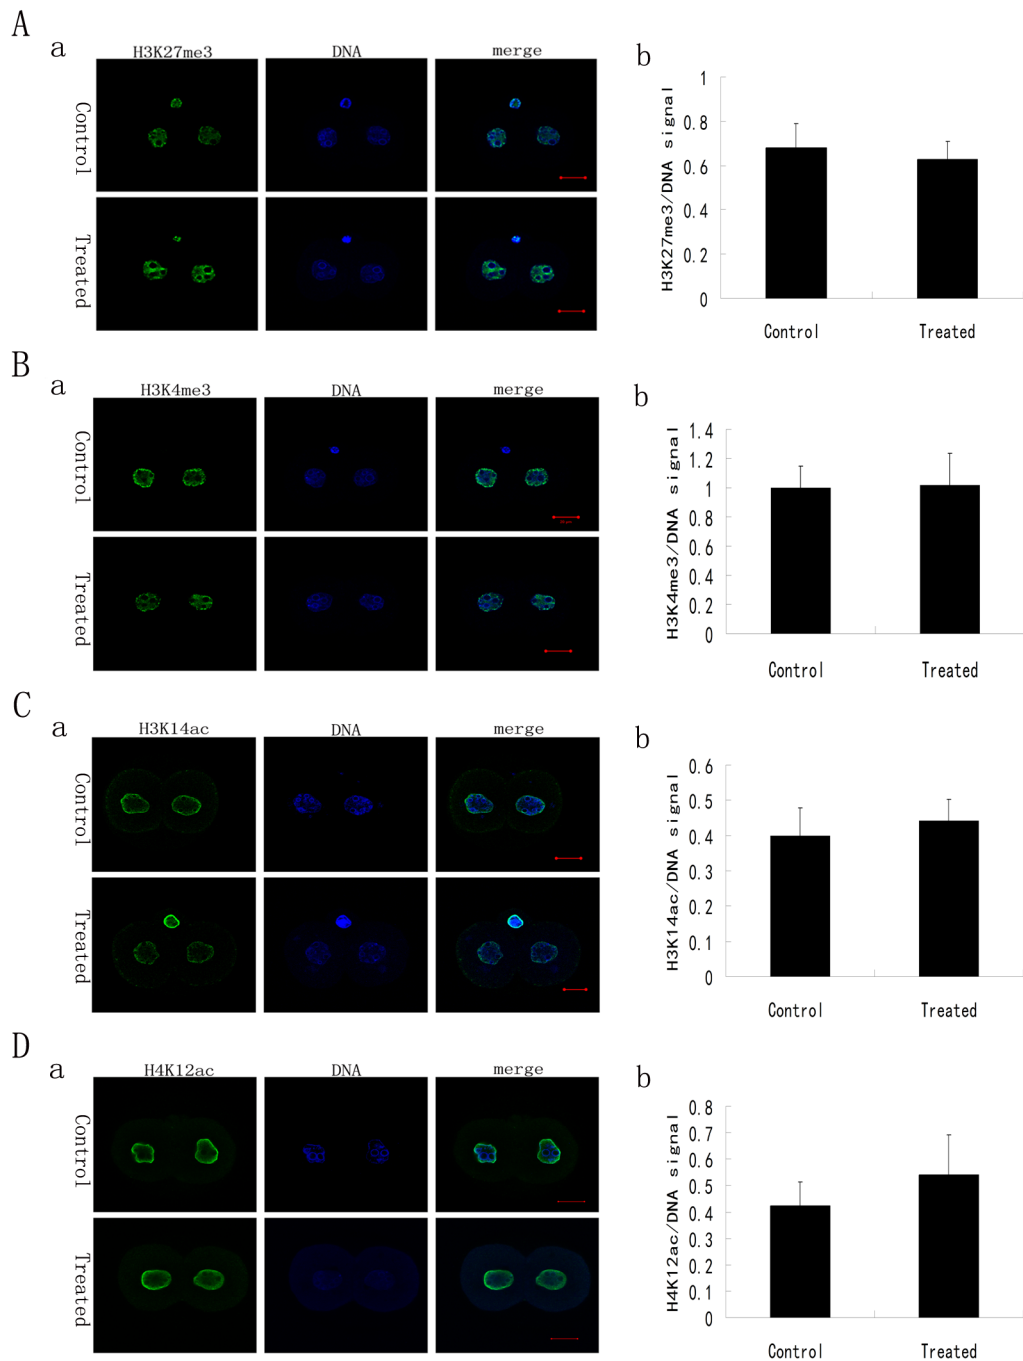 A
a
H3K27me3 DNA merge
Control
Treated
b
H3K27me3/DNA signal
1
0.8
0.6
0.4
0.2
0
Control Treated
B
a
H3K4me3 DNA merge
Control
Treated
b
H3K4me3/DNA signal
1.4
1.2
1
0.8
0.6
0.4
0.2
0
Control Treated
C
a
H3K14ac DNA merge
Control
Treated
b
H3K14ac/DNA signal
0.6
0.5
0.4
0.3
0.2
0.1
0
Control Treated
D
a
H4K12ac DNA merge
Control
Treated
b
H4K12ac/DNA signal
0.8
0.7
0.6
0.5
0.4
0.3
0.2
0.1
0
Control Treated